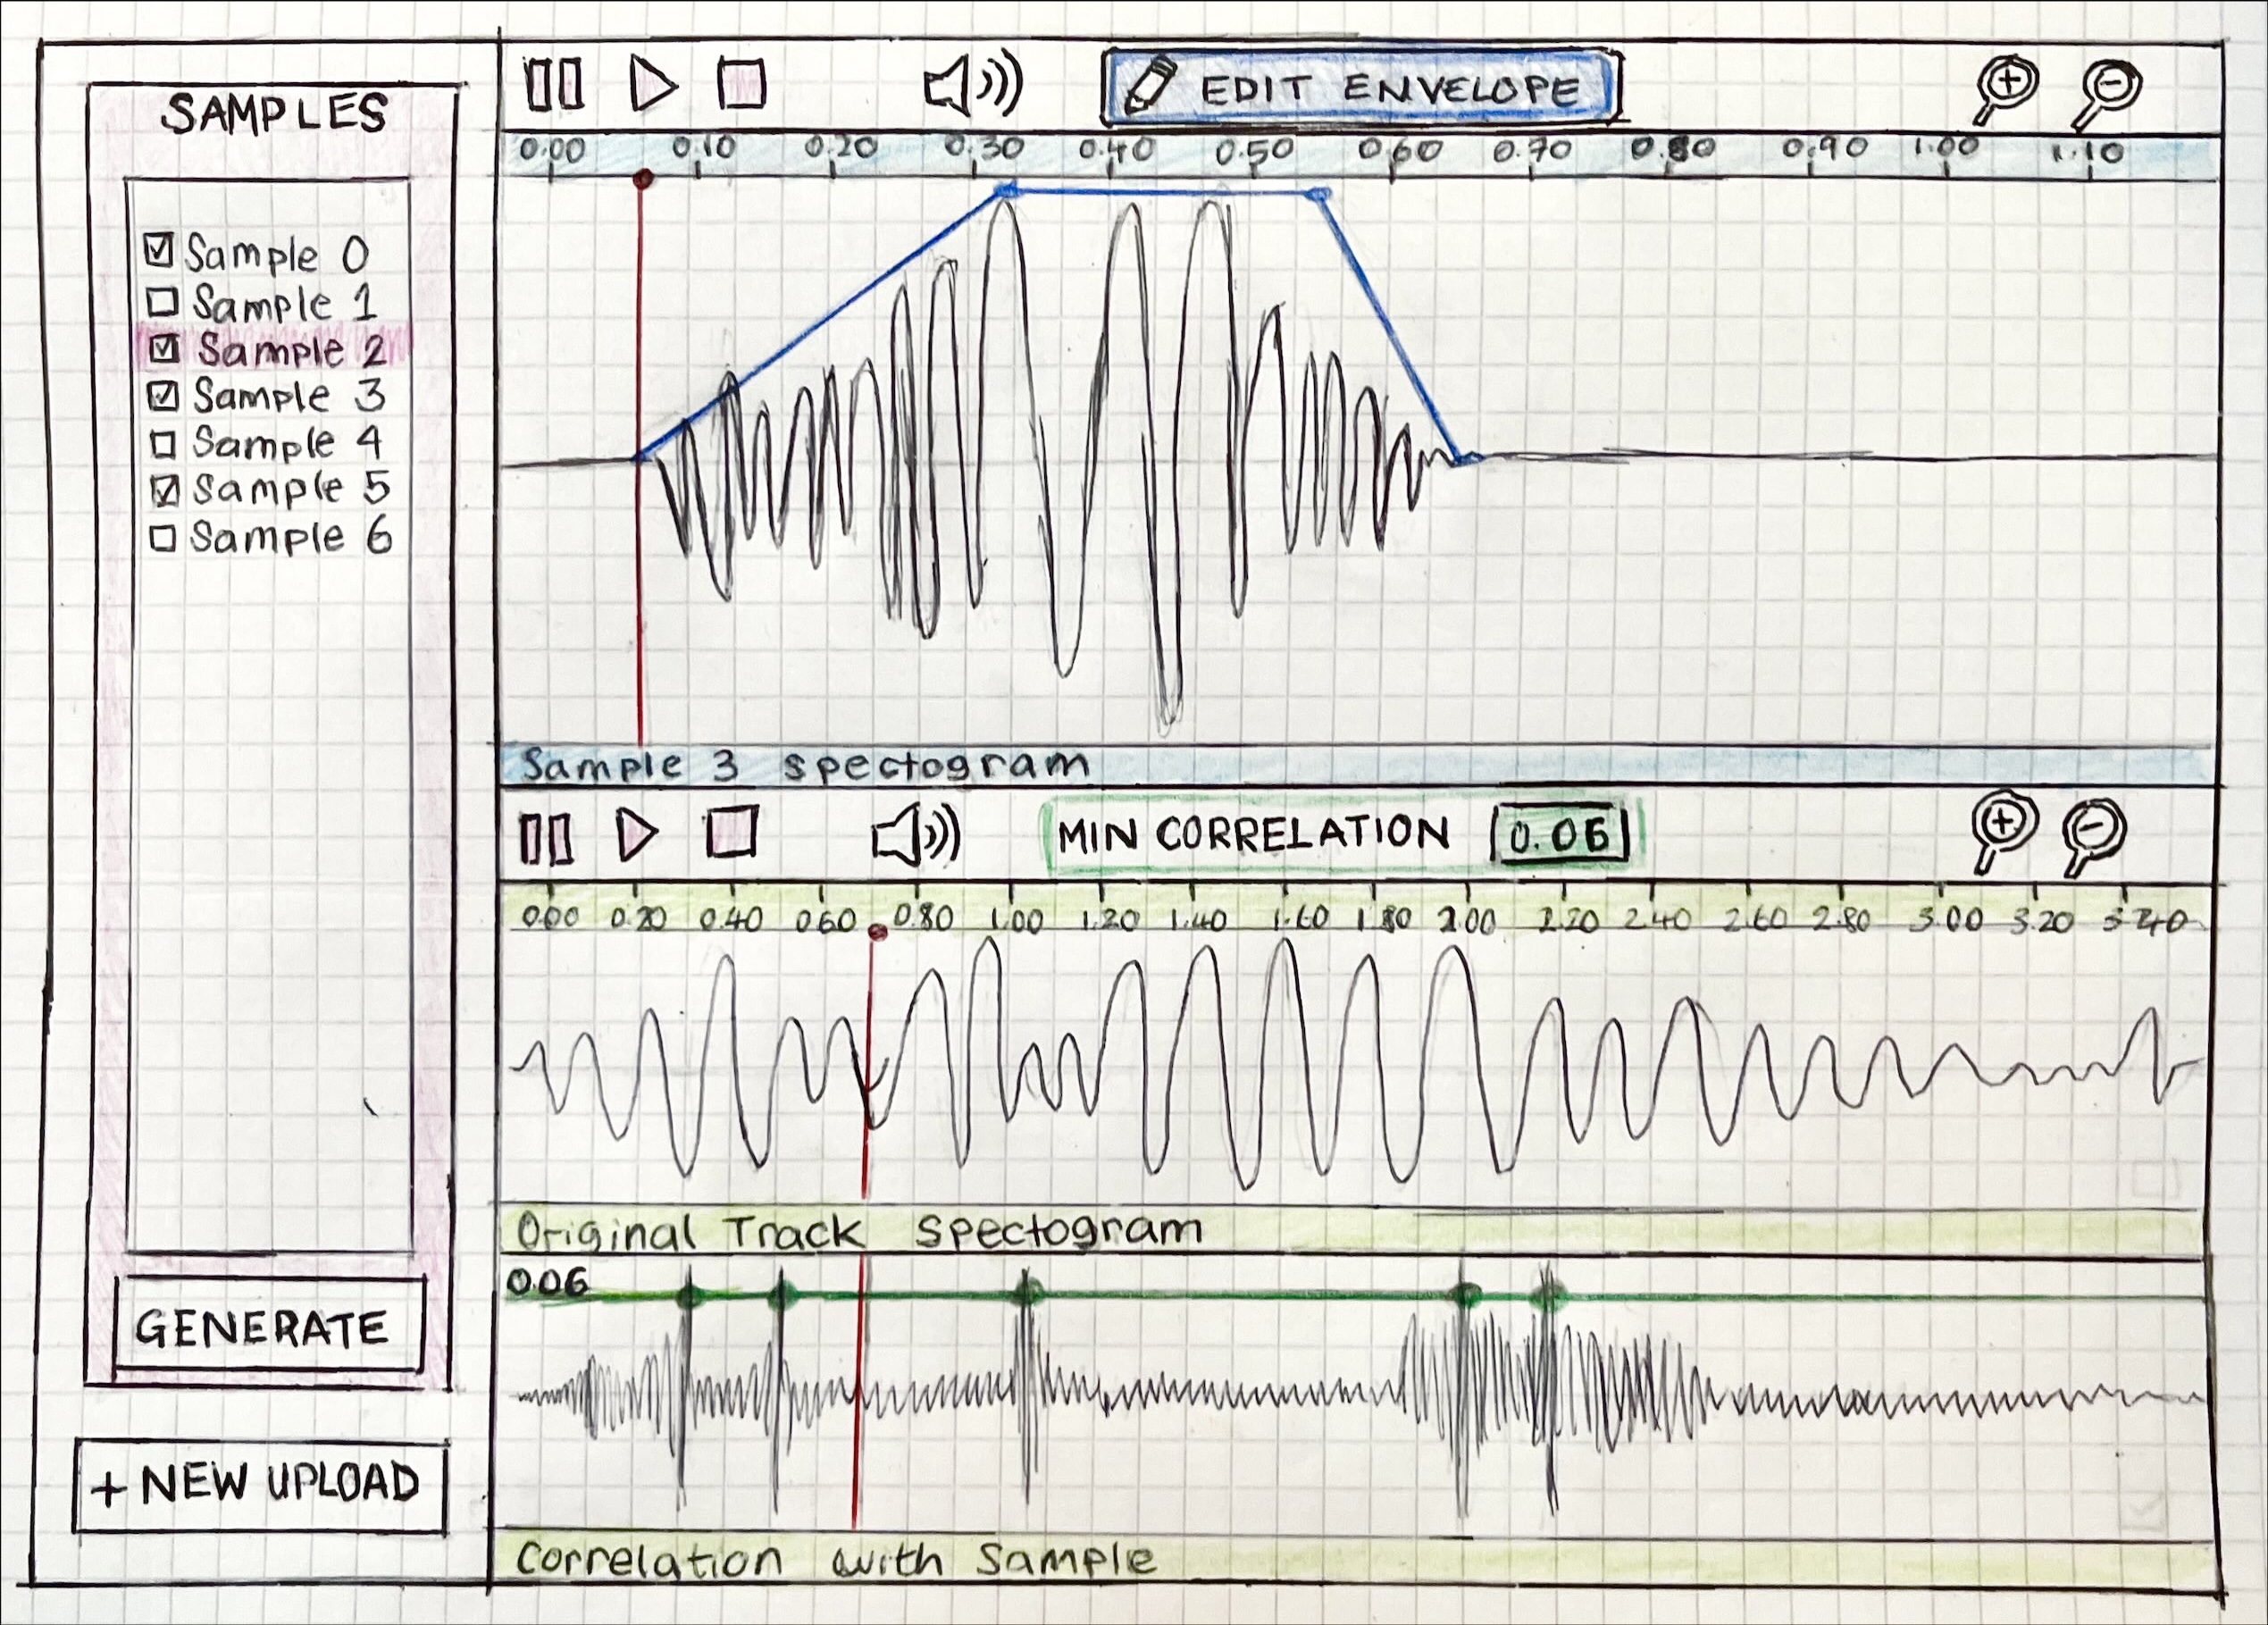 SAMPLES
Sample 0
Sample 1
Sample 2
Sample 3
Sample 4
Sample 5
Sample 6
GENERATE
+ NEW UPLOAD
EDIT ENVELOPE
0.00 0.10 0.20 0.30 0.40 0.50 0.60 0.70 0.80 0.90 1.00 1.10
Sample 3 spectogram
MIN CORRELATION 0.06
0.00 0.20 0.40 0.60 0.80 1.00 1.20 1.40 1.60 1.80 2.00 2.20 2.40 2.60 2.80 3.00 3.20 3.40
Original Track Spectogram
0.06
Correlation with Sample